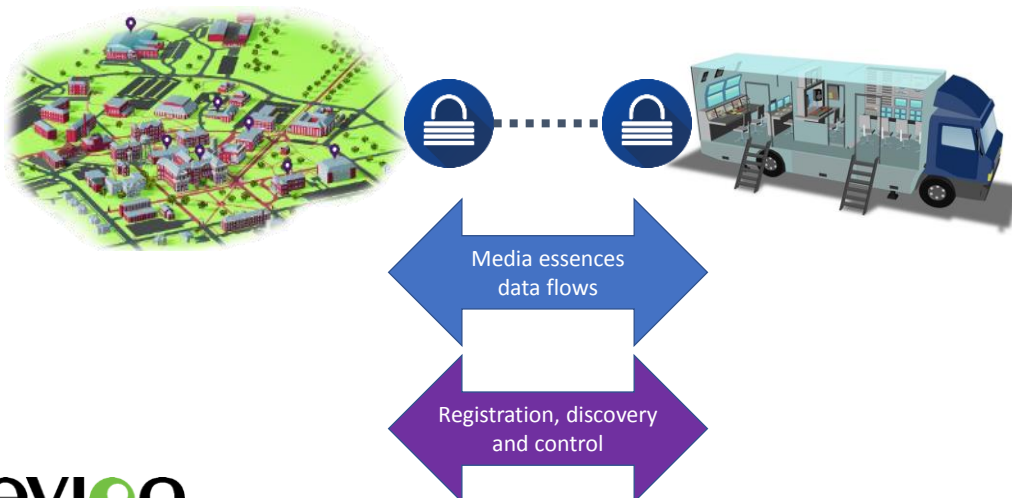 Media essences
data flows
Registration, discovery
and control